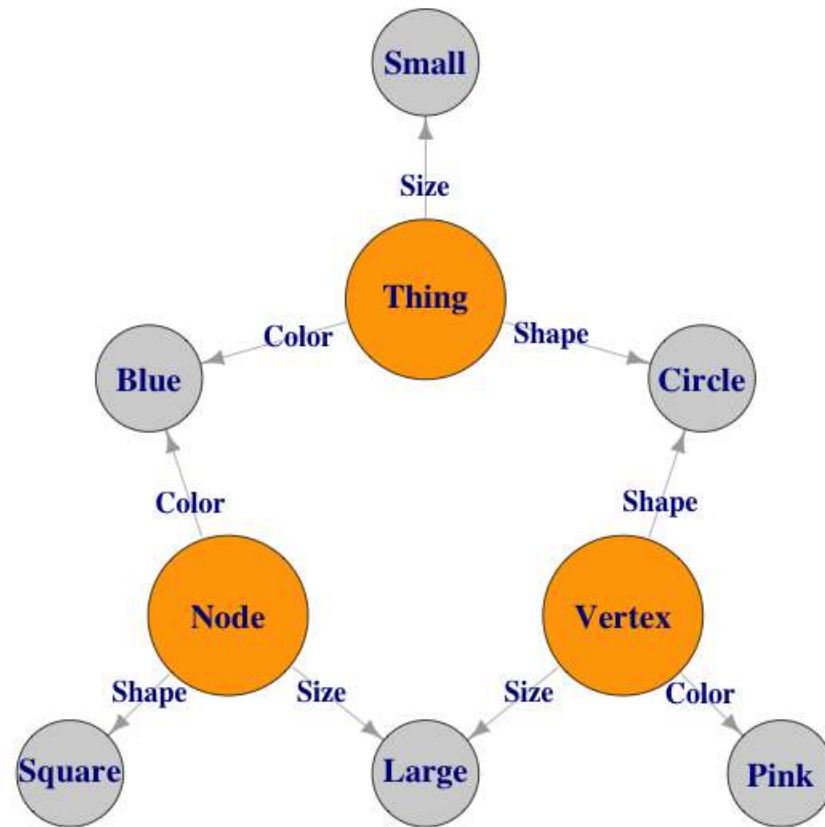 Small
Size
Thing
Color
Shape
Blue
Circle
Color
Shape
Node
Vertex
Shape
Size
Size
Color
Square
Large
Pink